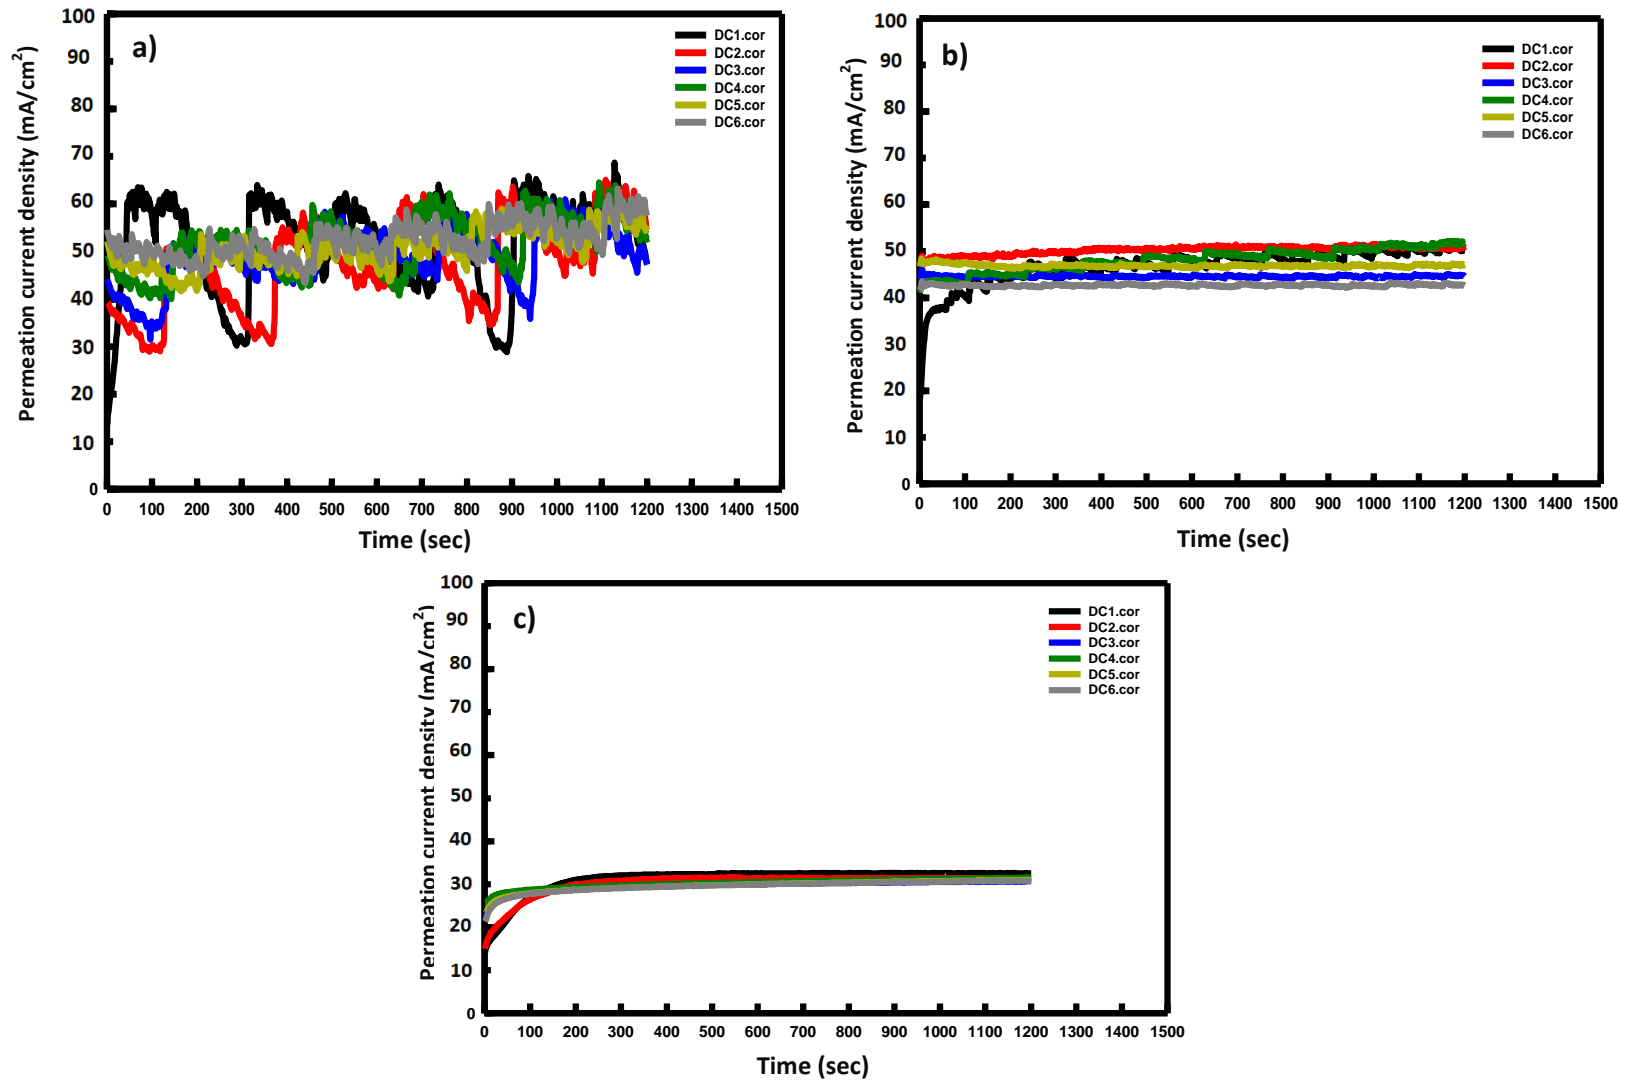 a)
Permeation current density (mA/cm²)
100
90
80
70
60
50
40
30
20
10
0
0 100 200 300 400 500 600 700 800 900 1000 1100 1200 1300 1400 1500
Time (sec)
DC1.cor
DC2.cor
DC3.cor
DC4.cor
DC5.cor
DC6.cor
b)
Permeation current density (mA/cm²)
100
90
80
70
60
50
40
30
20
10
0
0 100 200 300 400 500 600 700 800 900 1000 1100 1200 1300 1400 1500
Time (sec)
DC1.cor
DC2.cor
DC3.cor
DC4.cor
DC5.cor
DC6.cor
c)
Permeation current density (mA/cm²)
100
90
80
70
60
50
40
30
20
10
0
0 100 200 300 400 500 600 700 800 900 1000 1100 1200 1300 1400 1500
Time (sec)
DC1.cor
DC2.cor
DC3.cor
DC4.cor
DC5.cor
DC6.cor